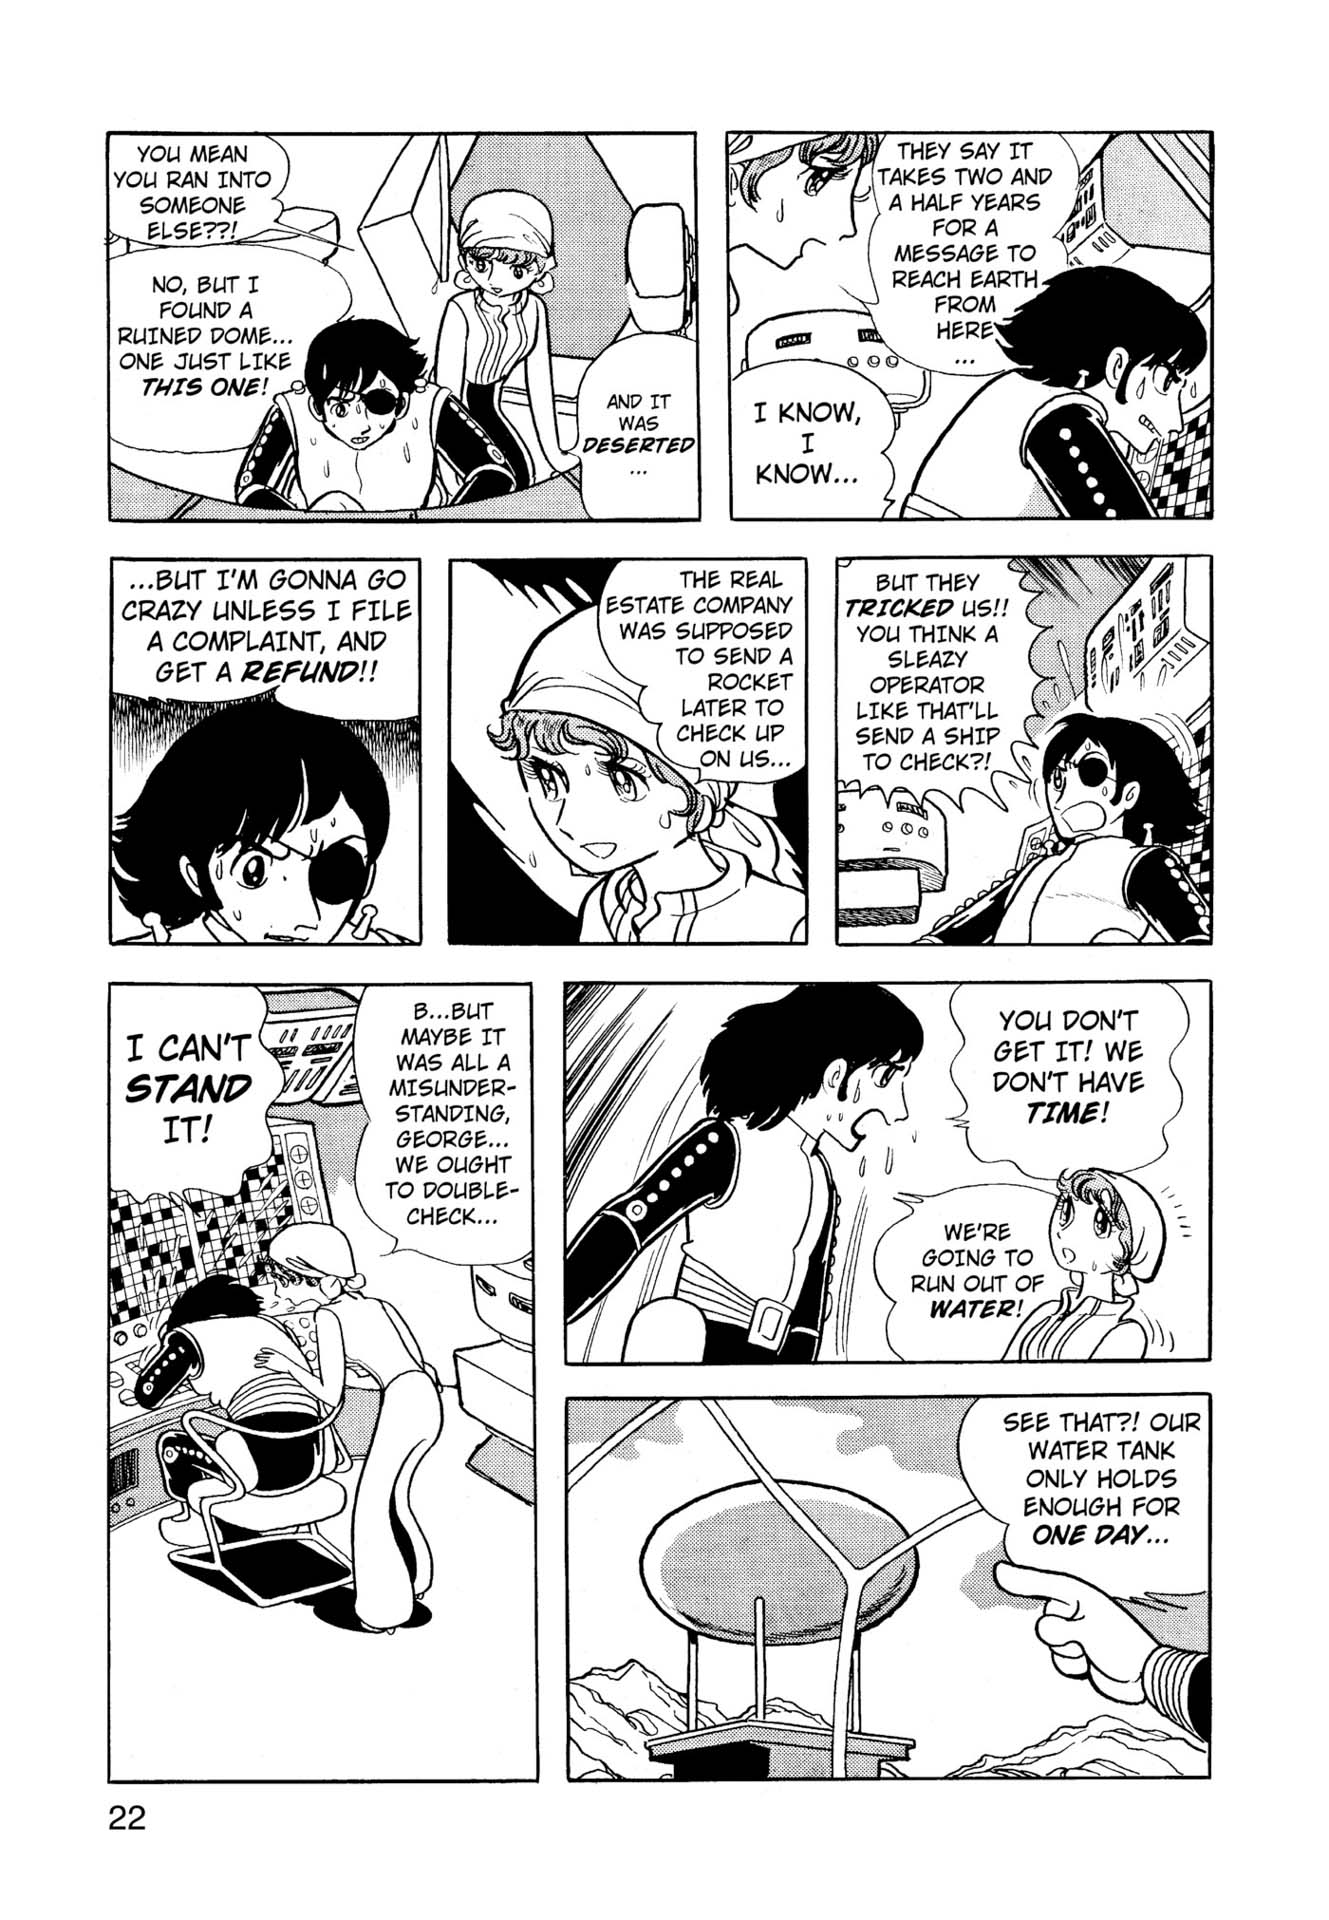 YOU MEAN
YOU RAN INTO
SOMEONE
ELSE??!
NO, BUT I
FOUND A
RUINED DOME...
ONE JUST LIKE
THIS ONE!
AND IT
WAS
DESERTED
...
THEY SAY IT
TAKES TWO AND
A HALF YEARS
FOR A
MESSAGE TO
REACH EARTH
FROM
HERE
...
I KNOW,
I
KNOW...
...BUT I'M GONNA GO
CRAZY UNLESS I FILE
A COMPLAINT, AND
GET A REFUND!!
THE REAL
ESTATE COMPANY
WAS SUPPOSED
TO SEND A
ROCKET
LATER TO
CHECK UP
ON US...
BUT THEY
TRICKED US!!
YOU THINK A
SLEAZY
OPERATOR
LIKE THAT'LL
SEND A SHIP
TO CHECK?!
I CAN'T
STAND
IT!
B...BUT
MAYBE IT
WAS ALL A
MISUNDER-
STANDING,
GEORGE...
WE OUGHT
TO DOUBLE-
CHECK...
YOU DON'T
GET IT! WE
DON'T HAVE
TIME!
WE'RE
GOING TO
RUN OUT OF
WATER!
SEE THAT?! OUR
WATER TANK
ONLY HOLDS
ENOUGH FOR
ONE DAY...
22